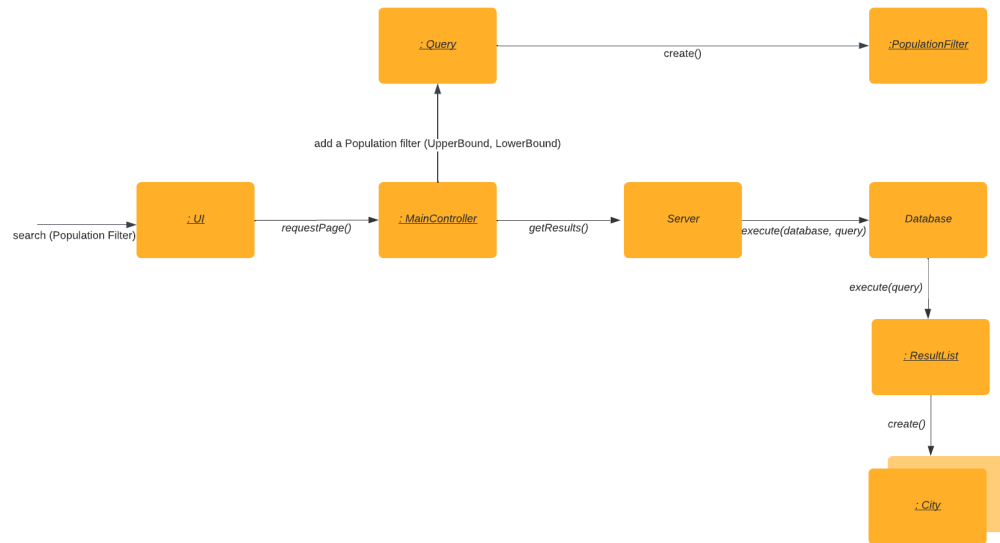 : Query
:PopulationFilter
create()
add a Population filter (UpperBound, LowerBound)
: UI
: MainController
Server
Database
search (Population Filter)
requestPage()
getResults()
execute(database, query)
execute(query)
: ResultList
create()
: City